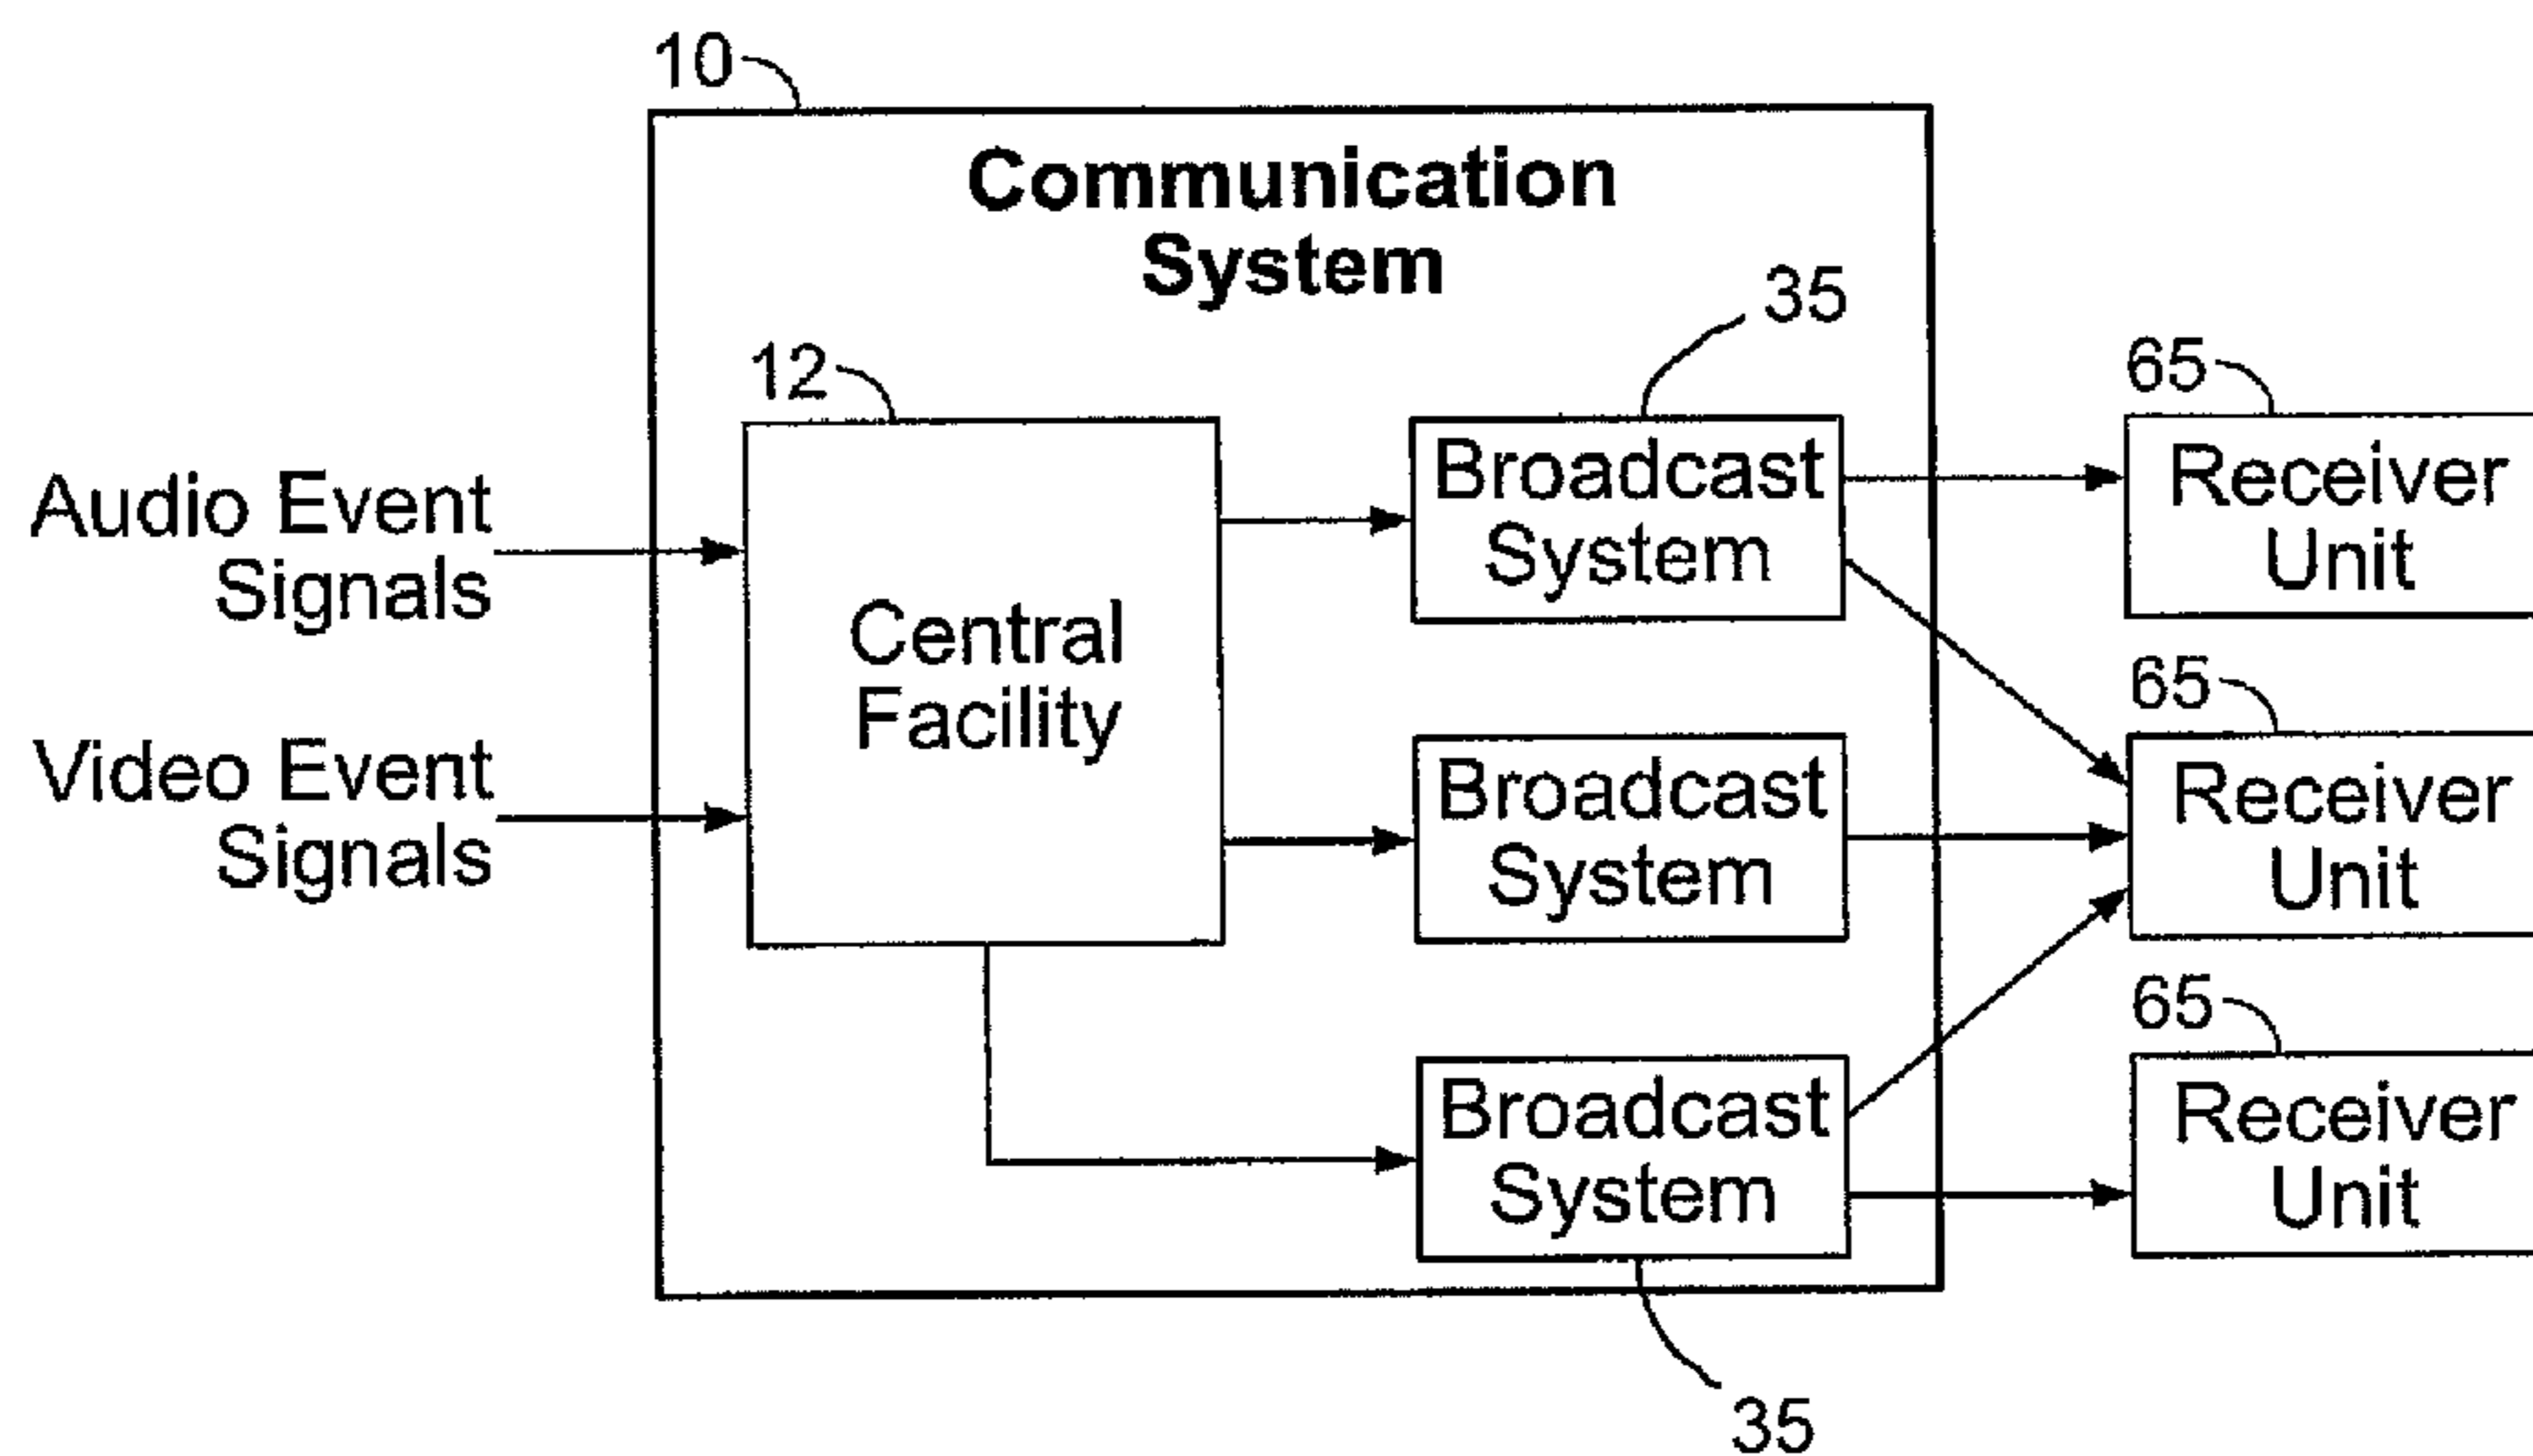 10
Communication
System
35
12
65
Audio Event
Signals
Central
Facility
Broadcast
System
Receiver
Unit
65
Video Event
Signals
Broadcast
System
Receiver
Unit
65
Broadcast
System
Receiver
Unit
35